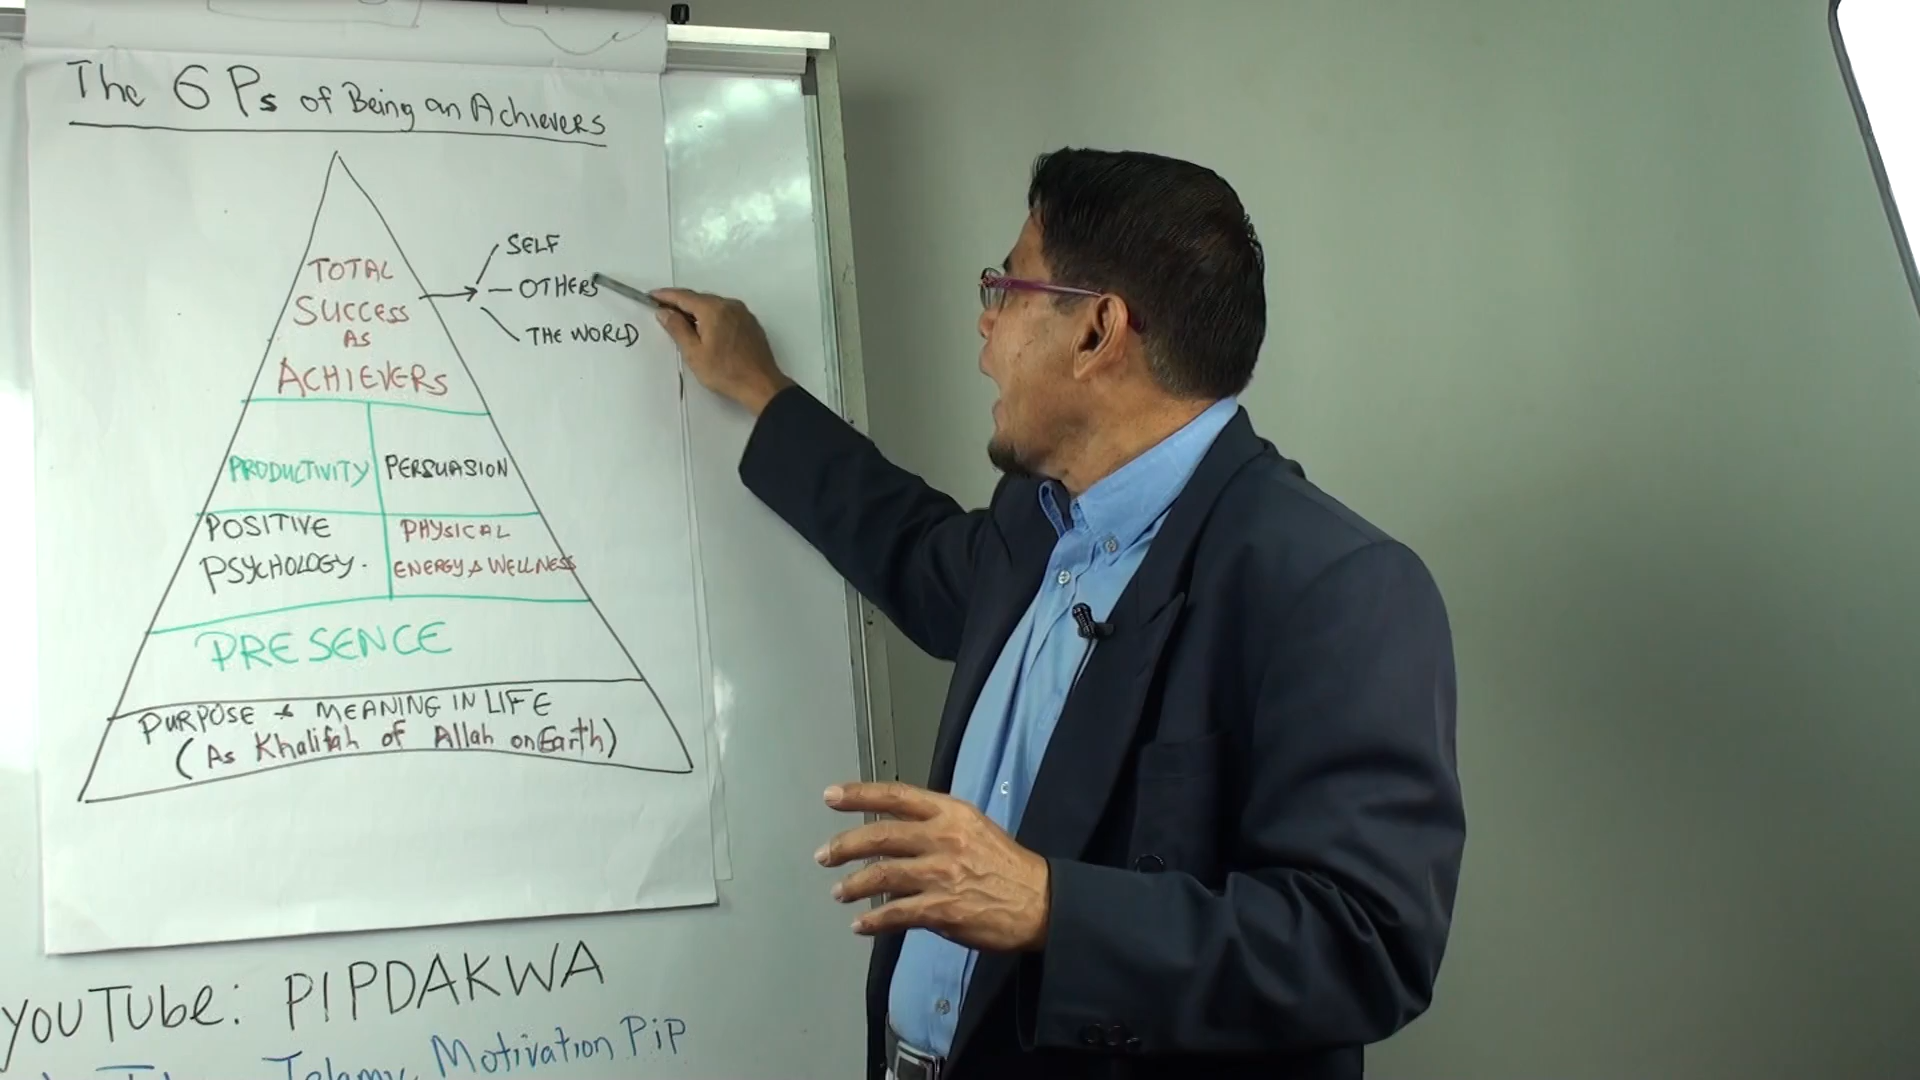 The 6 Ps of Being an Achievers
TOTAL
SUCCESS
AS
ACHIEVERS
SELF
OTHERS
THE WORLD
PRODUCTIVITY
PERSUASION
POSITIVE
PSYCHOLOGY.
PHYSICAL
ENERGY & WELLNESS
PRESENCE
PURPOSE & MEANING IN LIFE
(As Khalifah of Allah on Earth)
YOUTUbe: PIPDAKWA
Motivation PiP